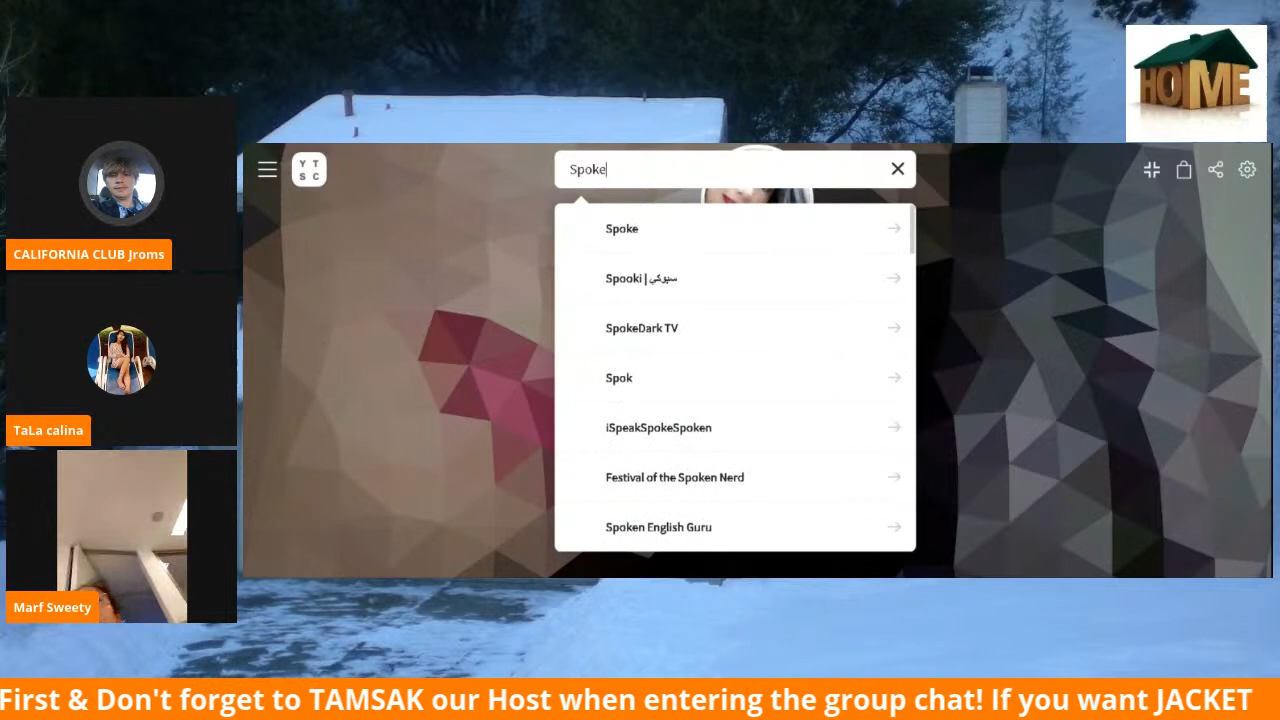 HOME
Y T
S C
Spoke
Spoke
Spooki | سپوږمۍ
SpokeDark TV
Spok
iSpeakSpokeSpoken
Festival of the Spoken Nerd
Spoken English Guru
CALIFORNIA CLUB Jroms
TaLa calina
Marf Sweety
First & Don't forget to TAMSAK our Host when entering the group chat! If you want JACKET